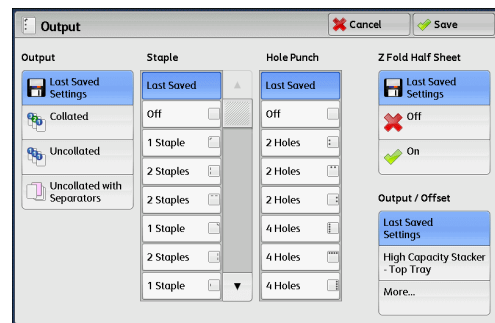 Output
Cancel
Save
Output
Last Saved
Settings
Collated
Uncollated
Uncollated with
Separators
Staple
Last Saved
Off
1 Staple
2 Staples
2 Staples
1 Staple
2 Staples
1 Staple
Hole Punch
Last Saved
Off
2 Holes
2 Holes
2 Holes
4 Holes
4 Holes
4 Holes
Z Fold Half Sheet
Last Saved
Settings
Off
On
Output / Offset
Last Saved
Settings
High Capacity Stacker
- Top Tray
More...